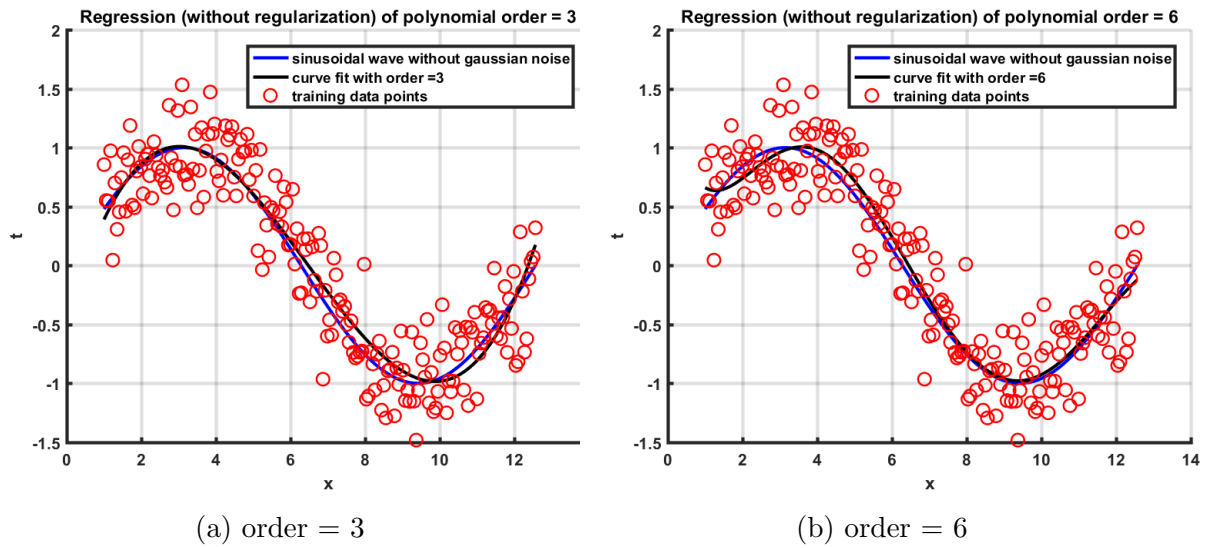 Regression (without regularization) of polynomial order = 3
2
1.5
1
0.5
0
-0.5
-1
-1.5
t
sinusoidal wave without gaussian noise
curve fit with order =3
training data points
0 2 4 6 8 10 12
x
(a) order = 3
Regression (without regularization) of polynomial order = 6
2
1.5
1
0.5
0
-0.5
-1
-1.5
t
sinusoidal wave without gaussian noise
curve fit with order =6
training data points
0 2 4 6 8 10 12 14
x
(b) order = 6